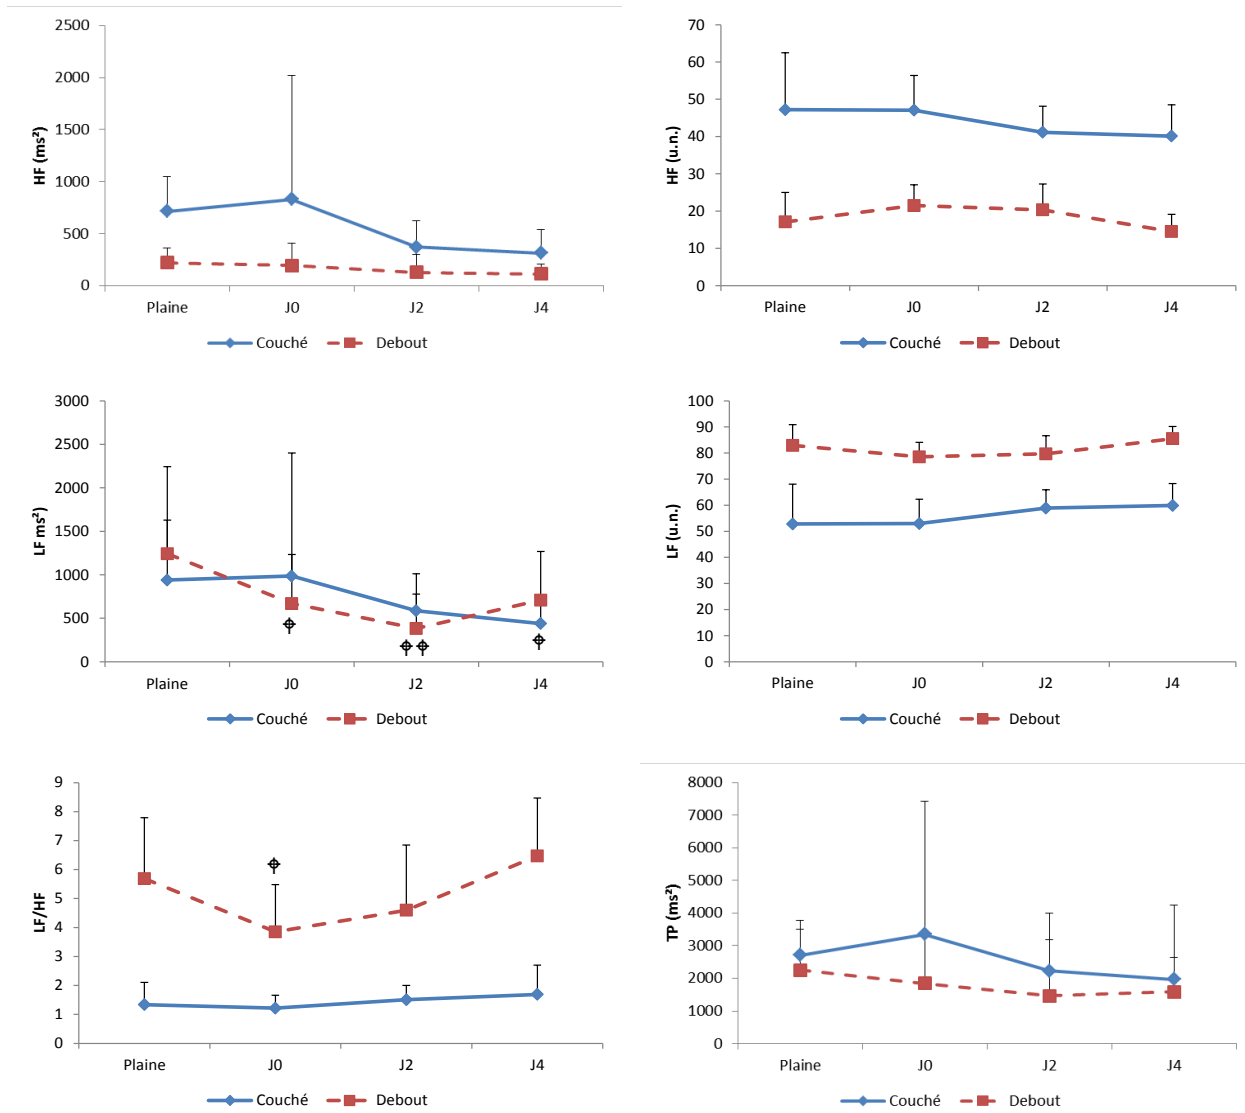 HF (ms²)
2500
2000
1500
1000
500
0
Plaine J0 J2 J4
Couché Debout
HF (u.n.)
70
60
50
40
30
20
10
0
Plaine J0 J2 J4
Couché Debout
LF ms²)
3000
2500
2000
1500
1000
500
0
Plaine J0 J2 J4
Couché Debout
LF (u.n.)
100
90
80
70
60
50
40
30
20
10
0
Plaine J0 J2 J4
Couché Debout
LF/HF
9
8
7
6
5
4
3
2
1
0
Plaine J0 J2 J4
Couché Debout
TP (ms²)
8000
7000
6000
5000
4000
3000
2000
1000
0
Plaine J0 J2 J4
Couché Debout